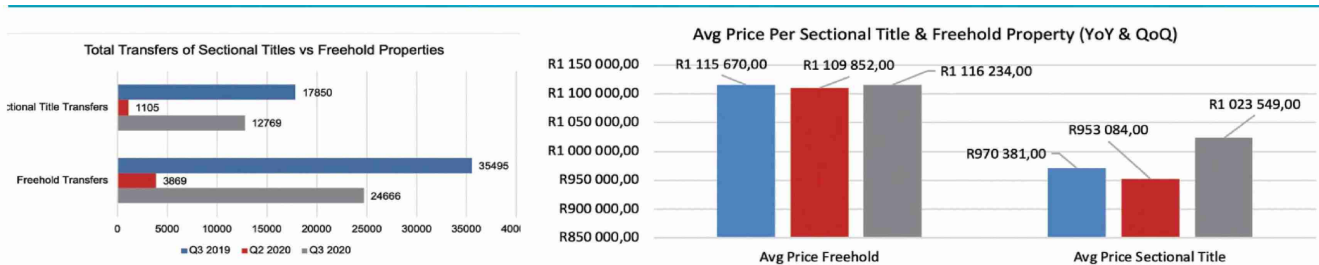 Total Transfers of Sectional Titles vs Freehold Properties
17850
ctional Title Transfers
1105
12769
35495
Freehold Transfers
3869
24666
0 5000 10000 15000 20000 25000 30000 35000 4000
Q3 2019 Q2 2020 Q3 2020
Avg Price Per Sectional Title & Freehold Property (YoY & QoQ)
R1 150 000,00
R1 100 000,00
R1 050 000,00
R1 000 000,00
R950 000,00
R900 000,00
R850 000,00
R1 115 670,00
R1 109 852,00
R1 116 234,00
R970 381,00
R953 084,00
R1 023 549,00
Avg Price Freehold
Avg Price Sectional Title